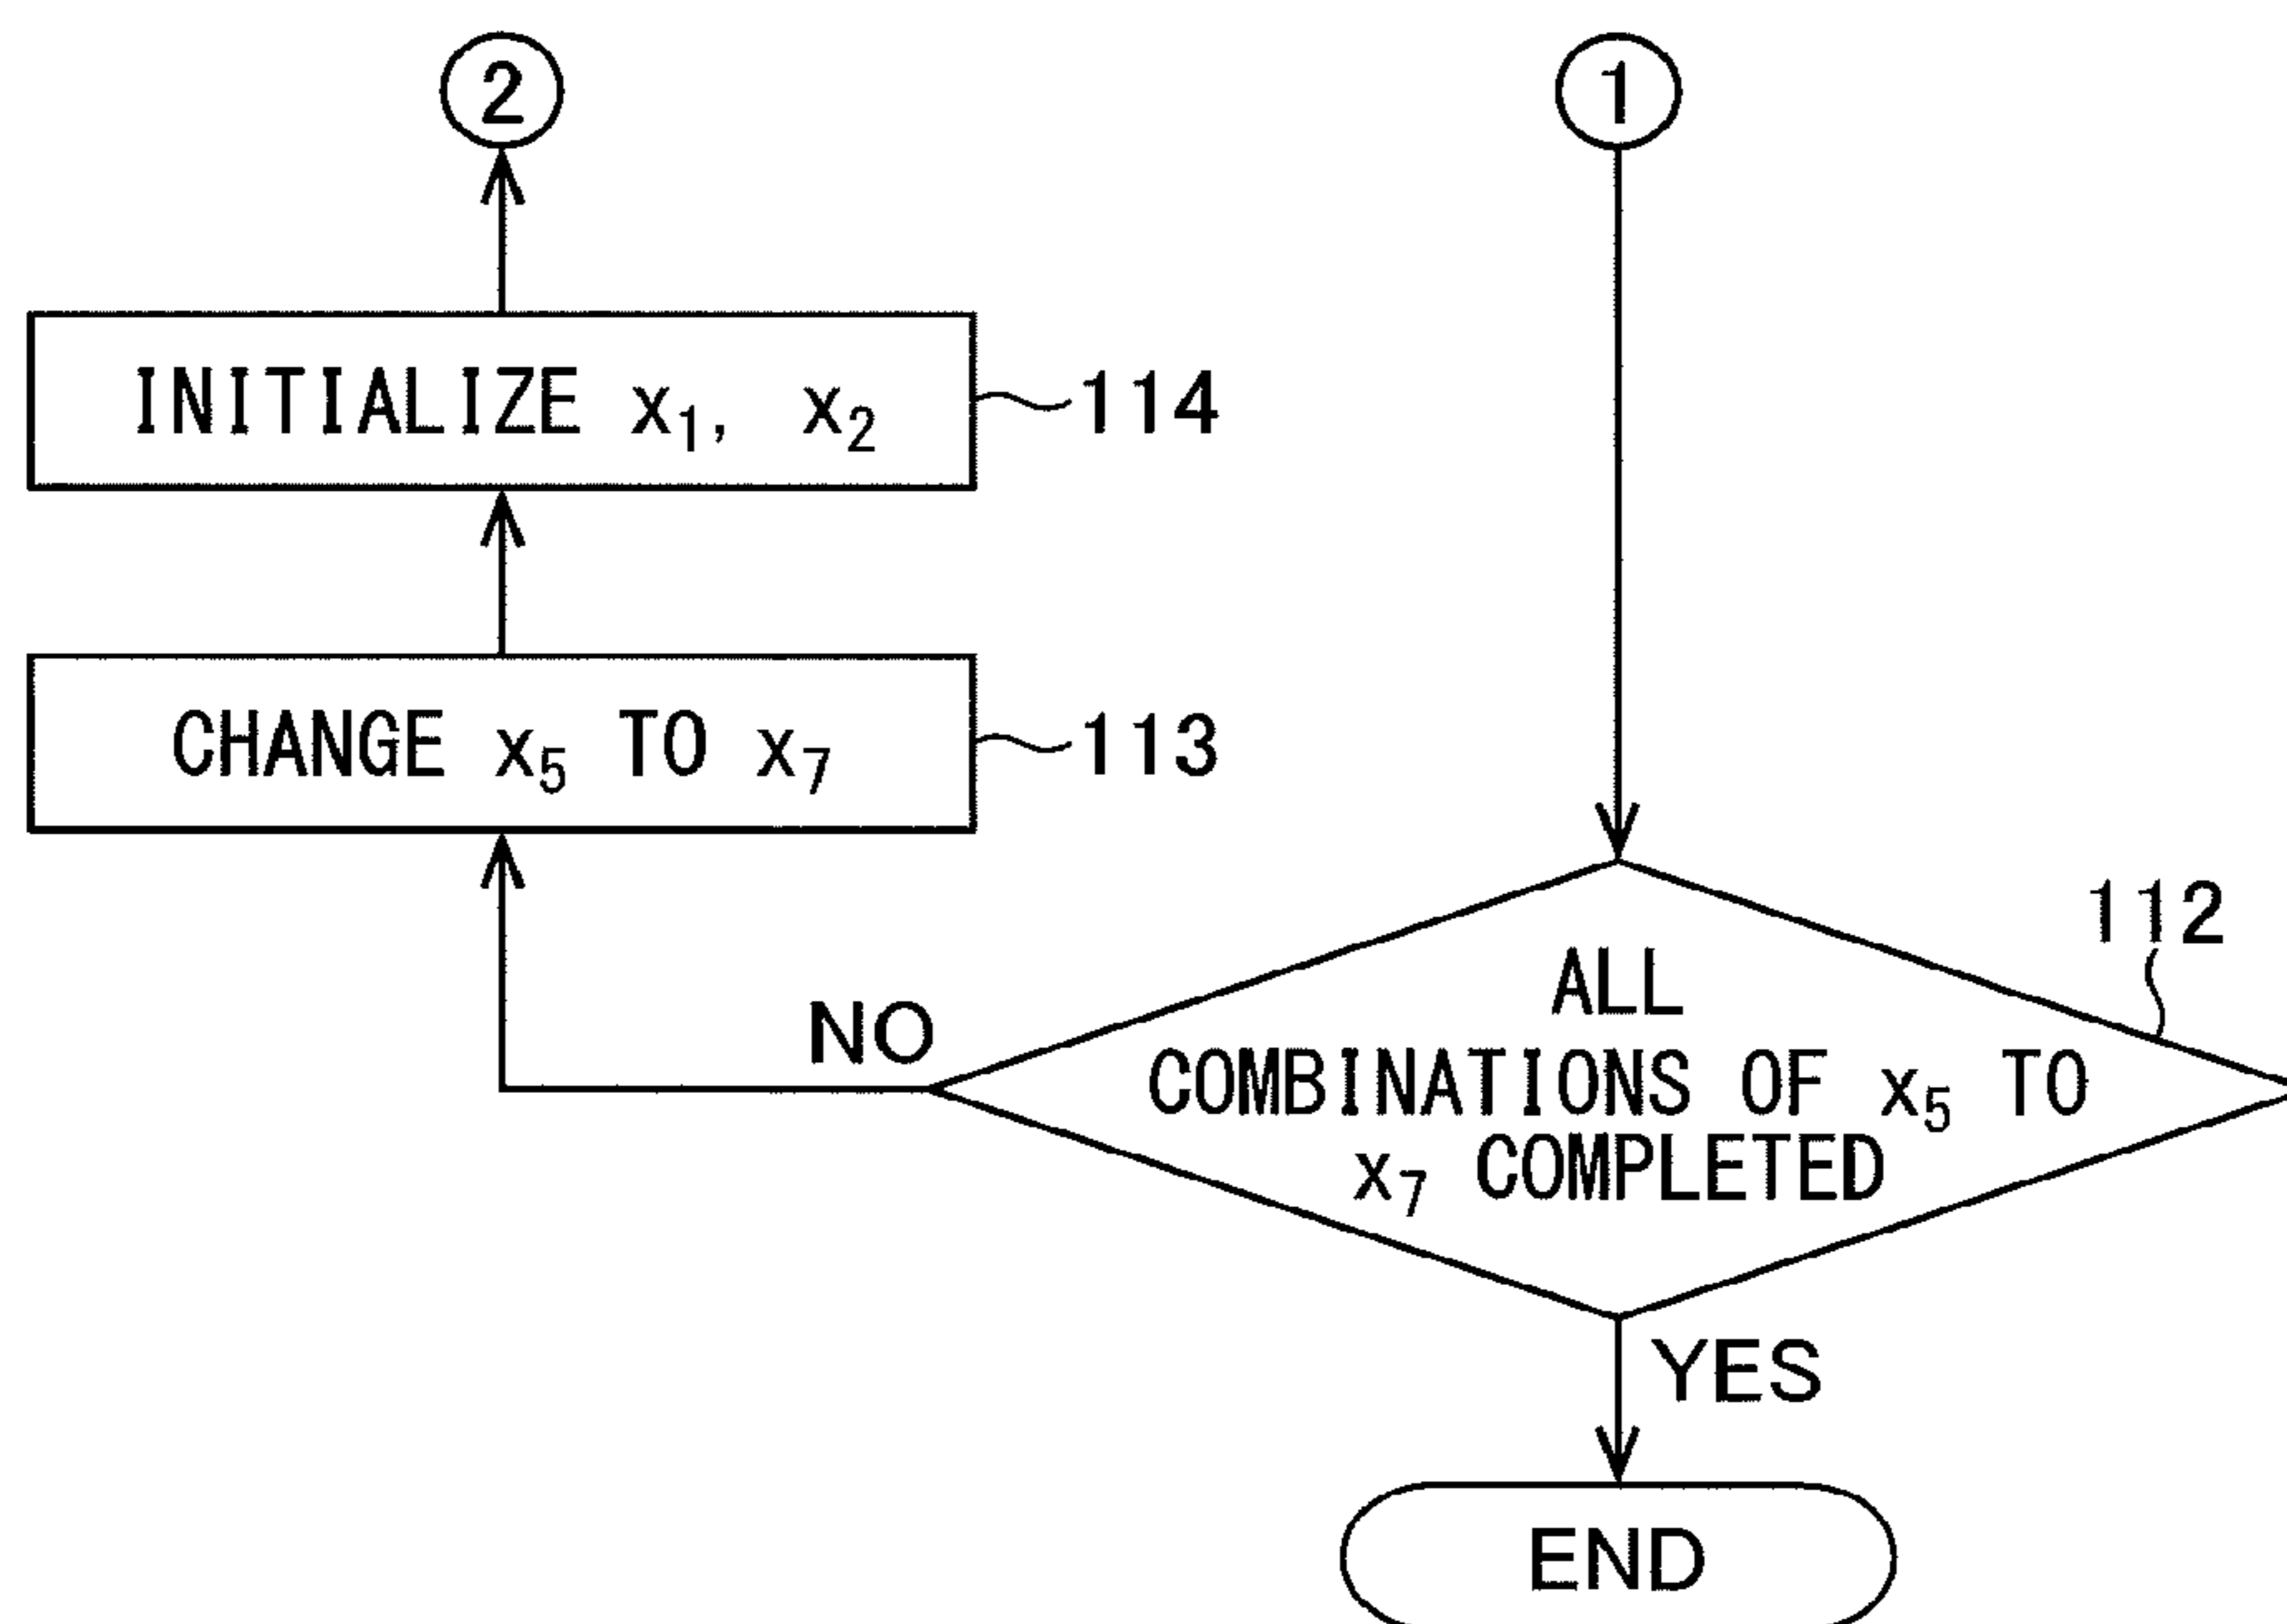 2
1
INITIALIZE x₁, x₂
114
CHANGE x₅ TO x₇
113
112
NO
ALL
COMBINATIONS OF x₅ TO
x₇ COMPLETED
YES
END